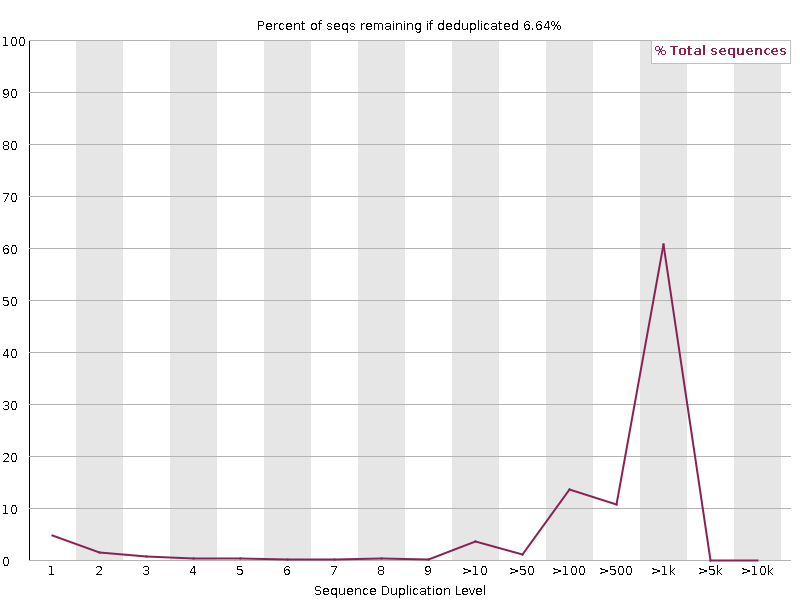 Percent of seqs remaining if deduplicated 6.64%
% Total sequences
100
90
80
70
60
50
40
30
20
10
0
1 2 3 4 5 6 7 8 9 >10 >50 >100 >500 >1k >5k >10k
Sequence Duplication Level